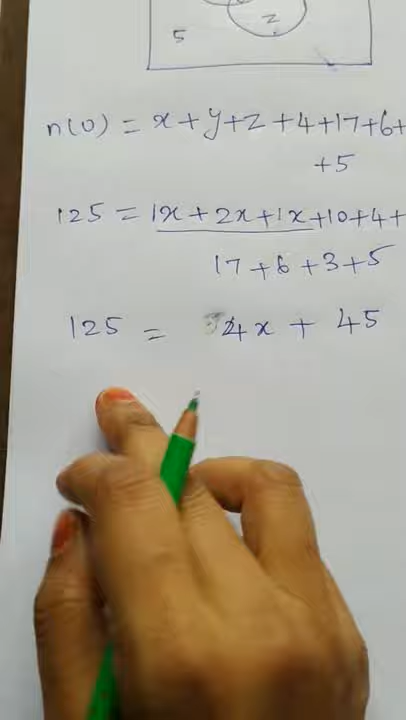 5
z
n(U) = x+y+z+4+17+6+
+5
125 = 1x+2x+1x+10+4+
17+6+3+5
125 = 4x + 45